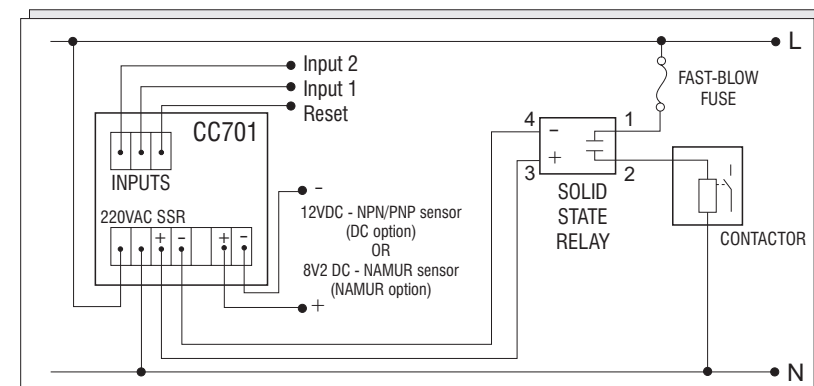 L
Input 2
Input 1
Reset
CC701
INPUTS
220VAC SSR
+ - + -
-
12VDC - NPN/PNP sensor
(DC option)
OR
8V2 DC - NAMUR sensor
(NAMUR option)
+
4 - 1
3 + 2
SOLID
STATE
RELAY
FAST-BLOW
FUSE
CONTACTOR
N